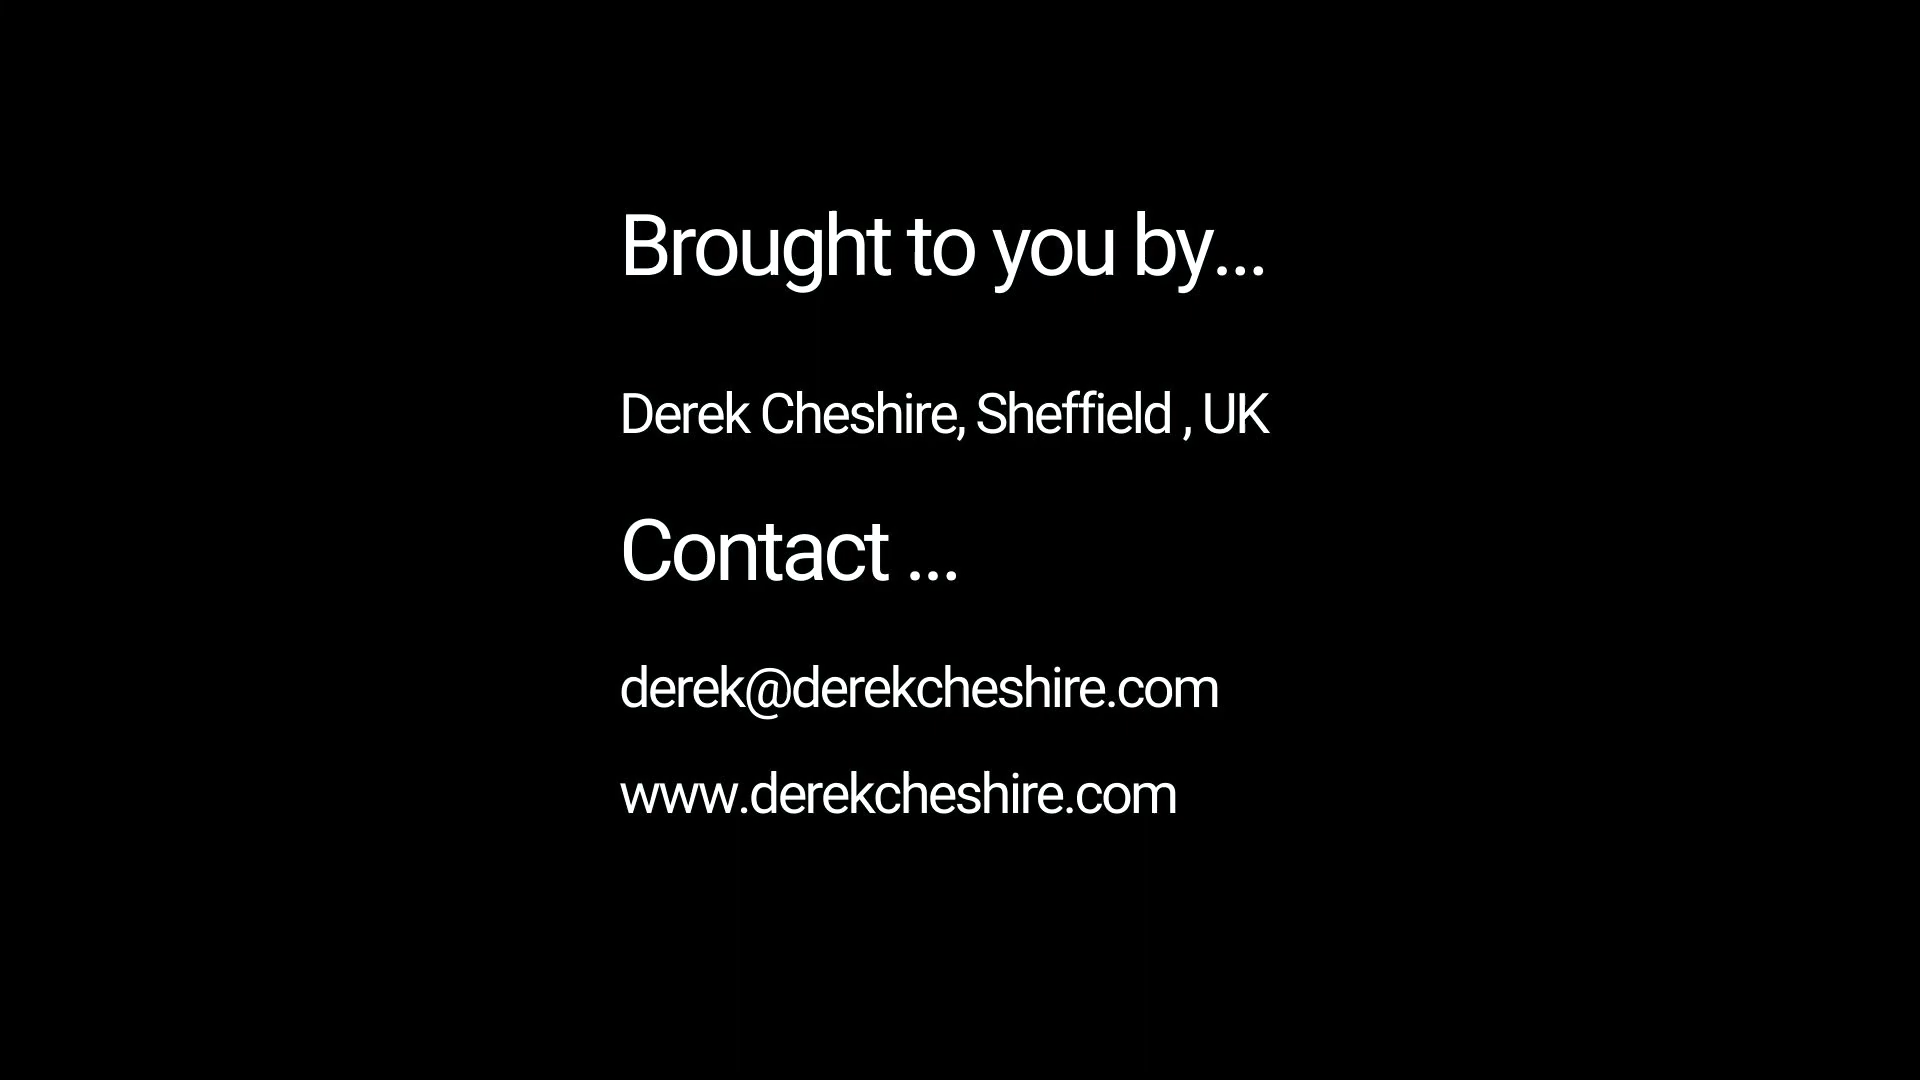 Brought to you by...
Derek Cheshire, Sheffield , UK
Contact ...
derek@derekcheshire.com
www.derekcheshire.com